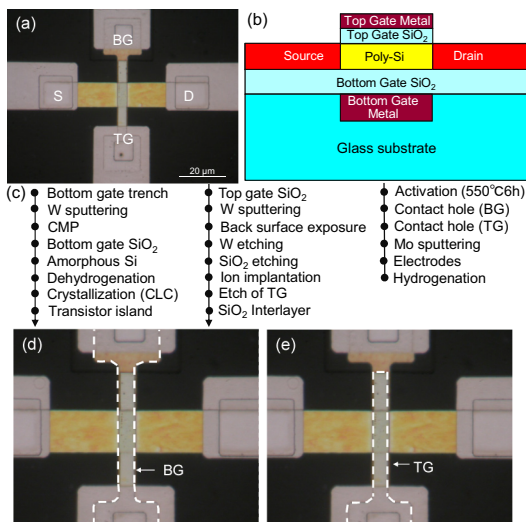 (a)
BG
S
D
TG
20 µm
(b)
Top Gate Metal
Top Gate SiO₂
Source
Poly-Si
Drain
Bottom Gate SiO₂
Bottom Gate
Metal
Glass substrate
(c)
Bottom gate trench
W sputtering
CMP
Bottom gate SiO₂
Amorphous Si
Dehydrogenation
Crystallization (CLC)
Transistor island
Top gate SiO₂
W sputtering
Back surface exposure
W etching
SiO₂ etching
Ion implantation
Etch of TG
SiO₂ Interlayer
Activation (550℃6h)
Contact hole (BG)
Contact hole (TG)
Mo sputtering
Electrodes
Hydrogenation
(d)
BG
(e)
TG